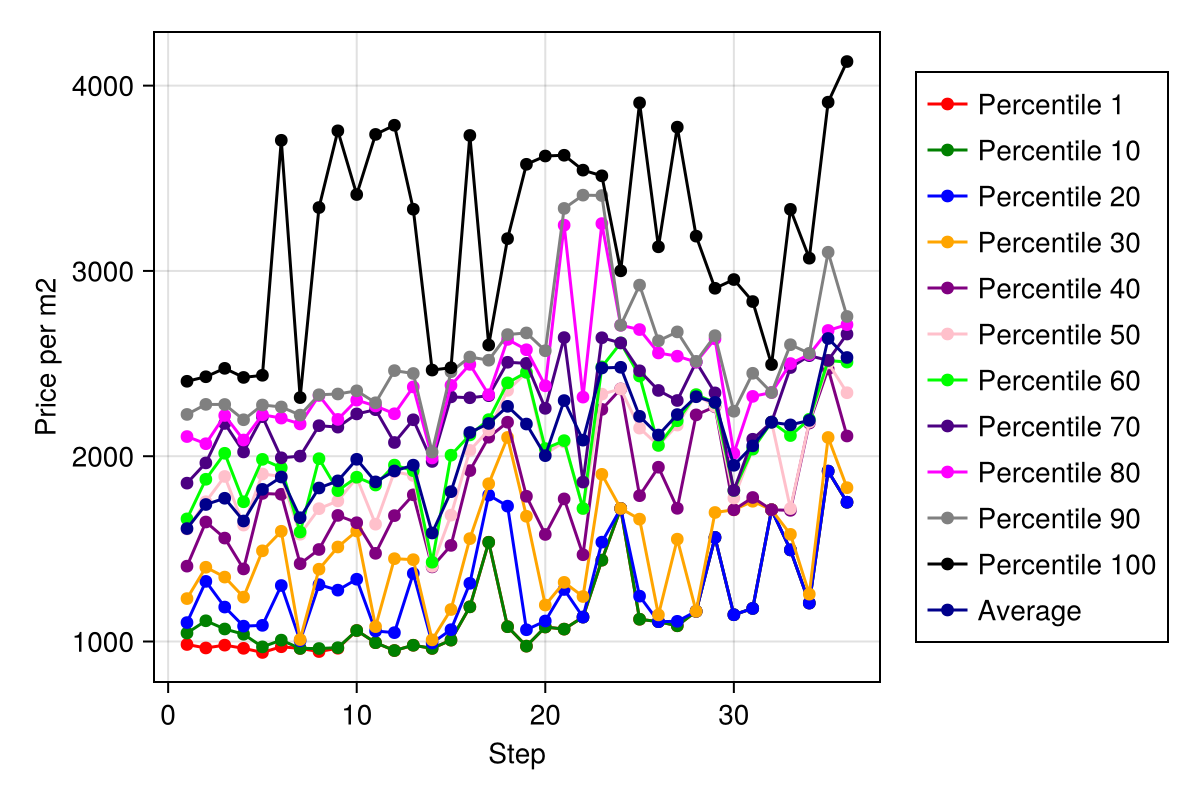 4000
3000
2000
1000
Price per m2
0 10 20 30
Step
Percentile 1
Percentile 10
Percentile 20
Percentile 30
Percentile 40
Percentile 50
Percentile 60
Percentile 70
Percentile 80
Percentile 90
Percentile 100
Average